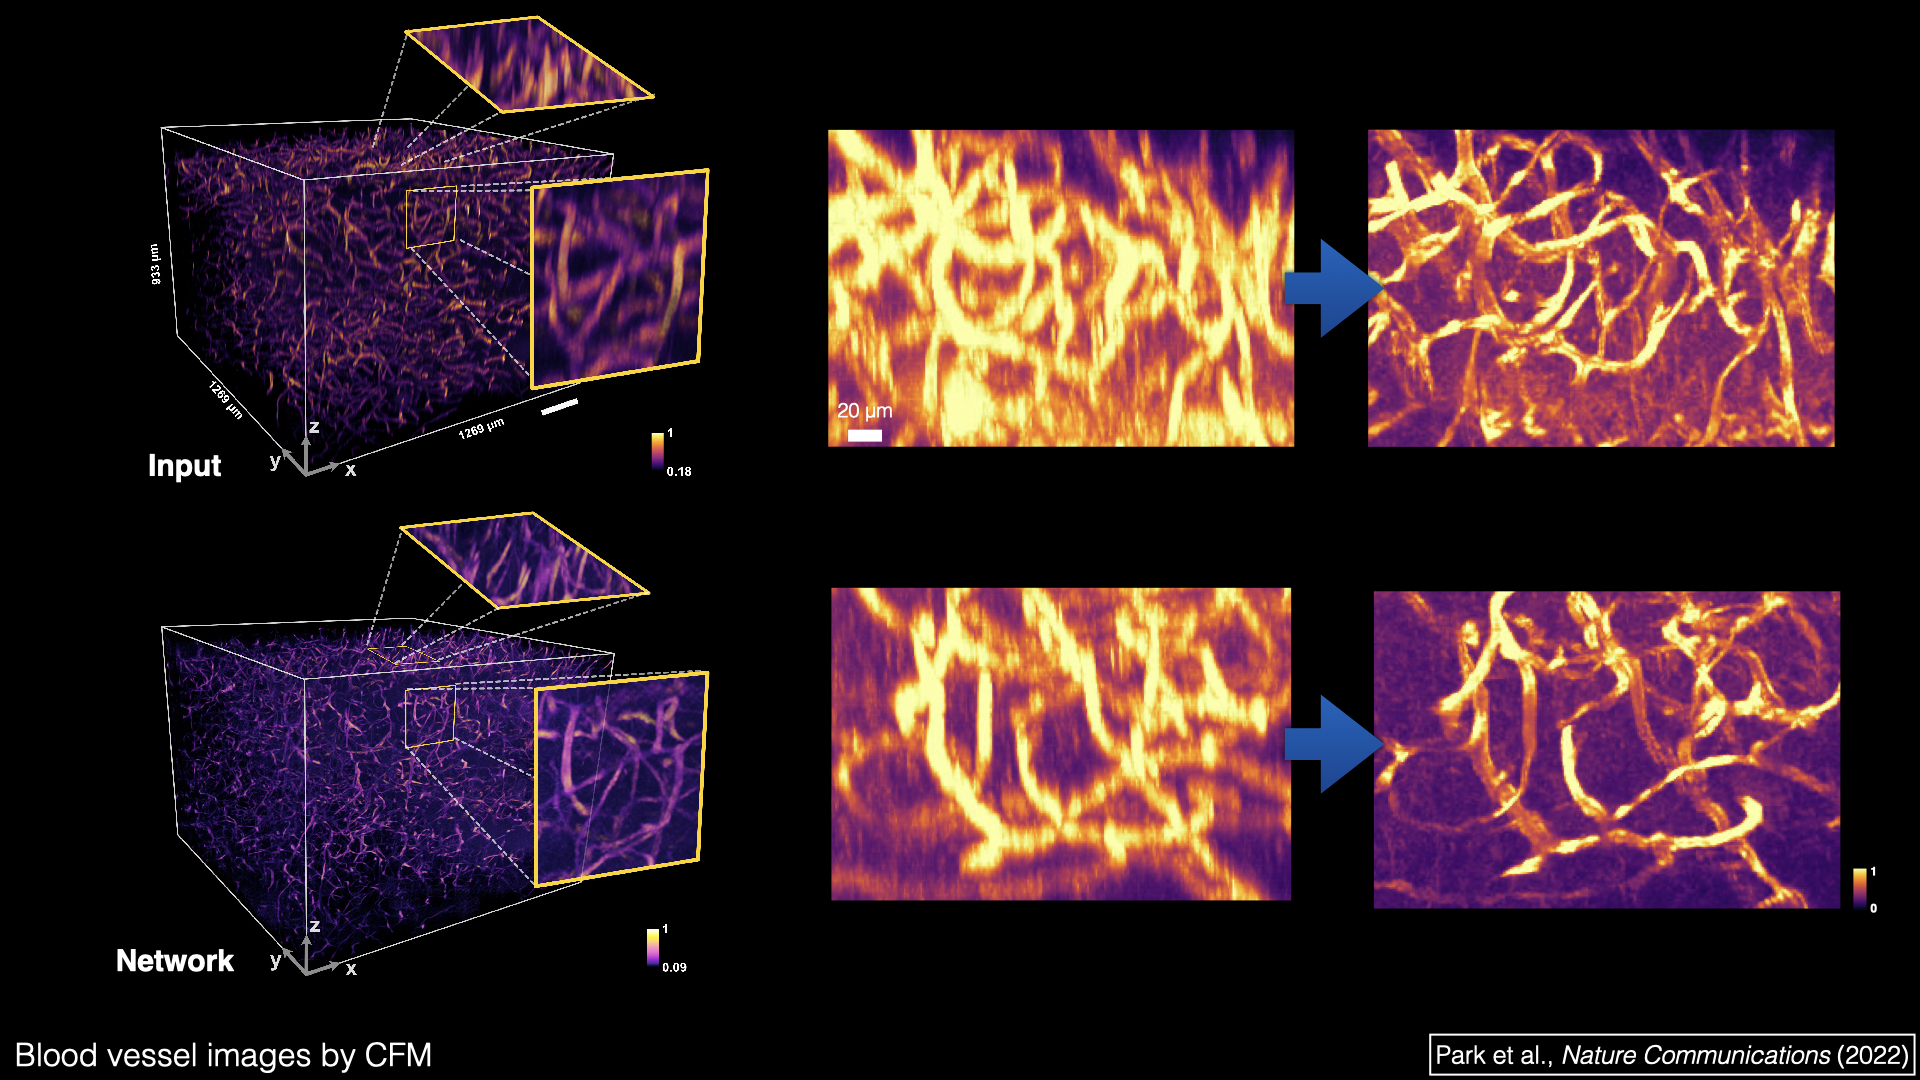 933 µm
1269 µm
1269 µm
z
y
x
Input
1
0.18
20 µm
z
y
x
Network
1
0.09
1
0
Blood vessel images by CFM
Park et al., Nature Communications (2022)